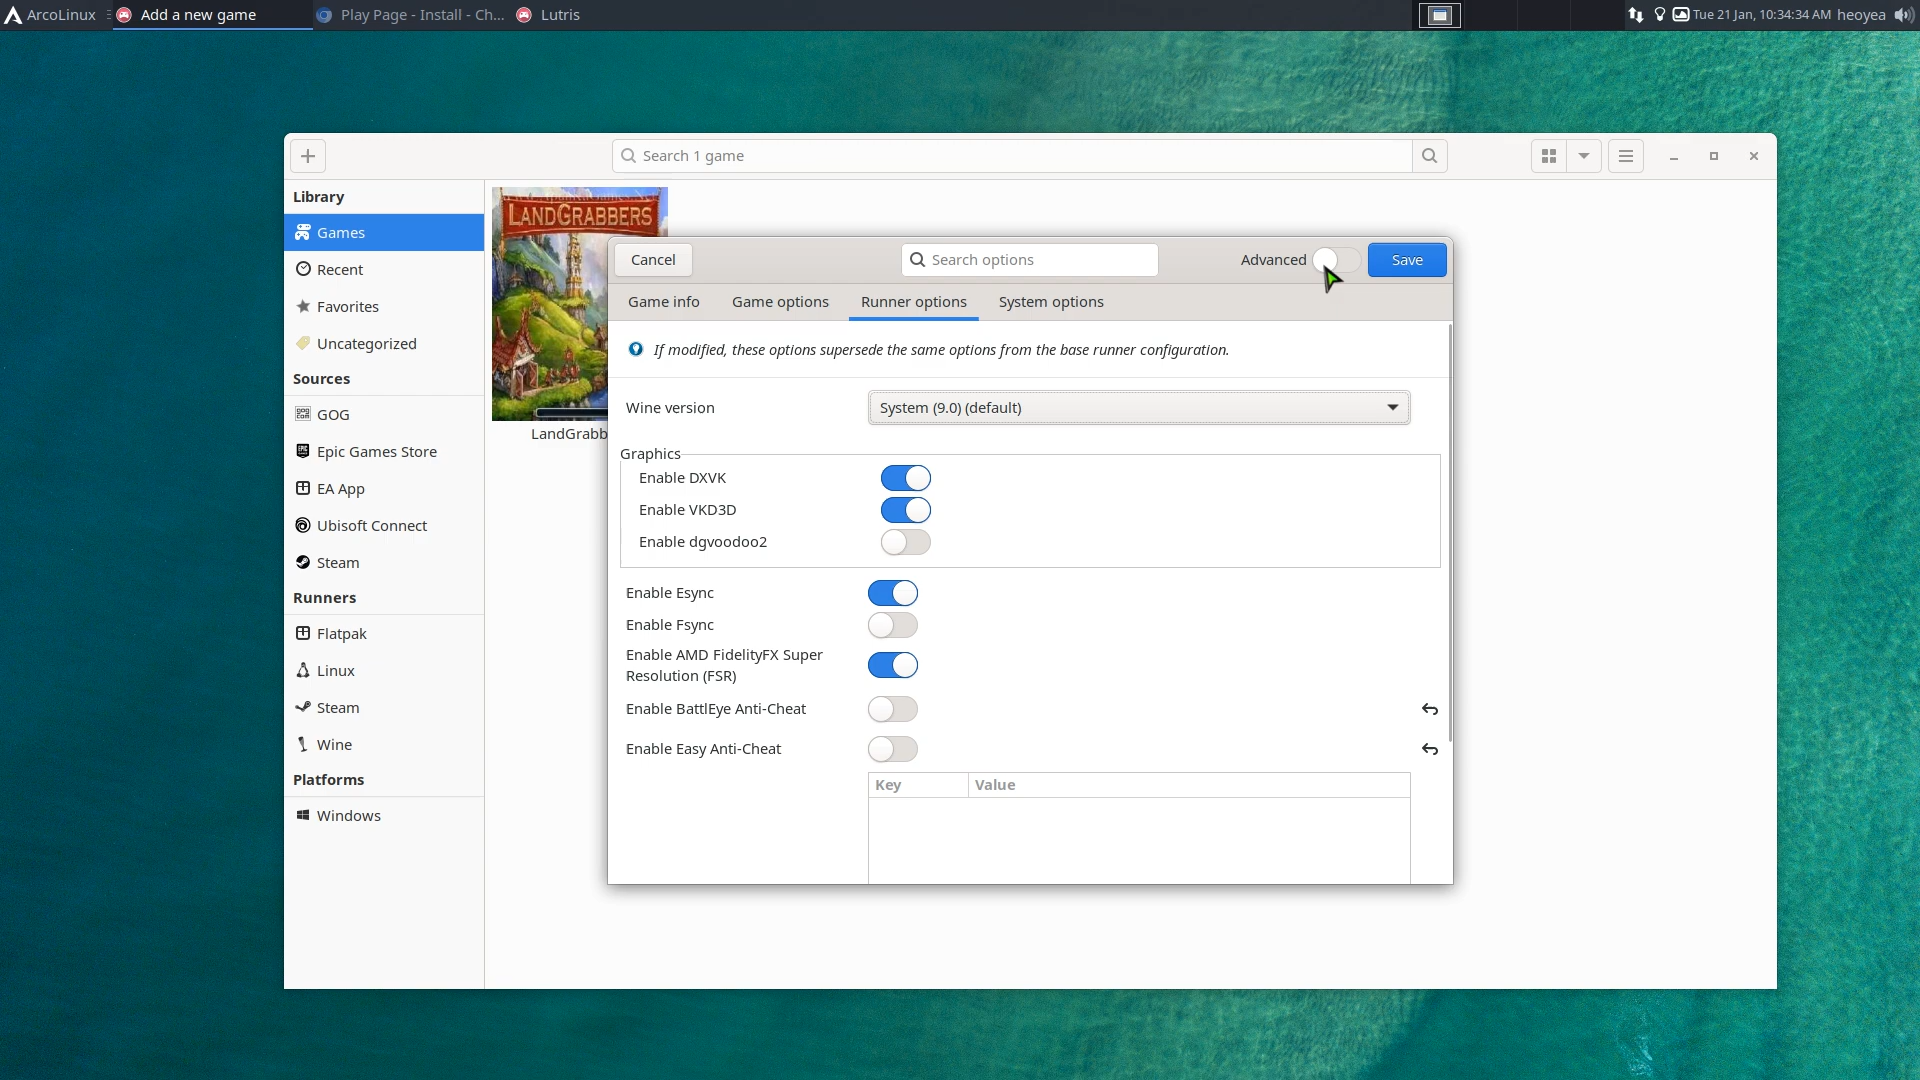 ArcoLinux
Add a new game
Play Page - Install - Ch...
Lutris
Tue 21 Jan, 10:34:34 AM
heoyea
Search 1 game
Library
Games
Recent
Favorites
Uncategorized
Sources
GOG
Epic Games Store
EA App
Ubisoft Connect
Steam
Runners
Flatpak
Linux
Steam
Wine
Platforms
Windows
LANDGRABBERS
LandGrabb
Cancel
Search options
Advanced
Save
Game info
Game options
Runner options
System options
If modified, these options supersede the same options from the base runner configuration.
Wine version
System (9.0) (default)
Graphics
Enable DXVK
Enable VKD3D
Enable dgvoodoo2
Enable Esync
Enable Fsync
Enable AMD FidelityFX Super
Resolution (FSR)
Enable BattlEye Anti-Cheat
Enable Easy Anti-Cheat
Key
Value